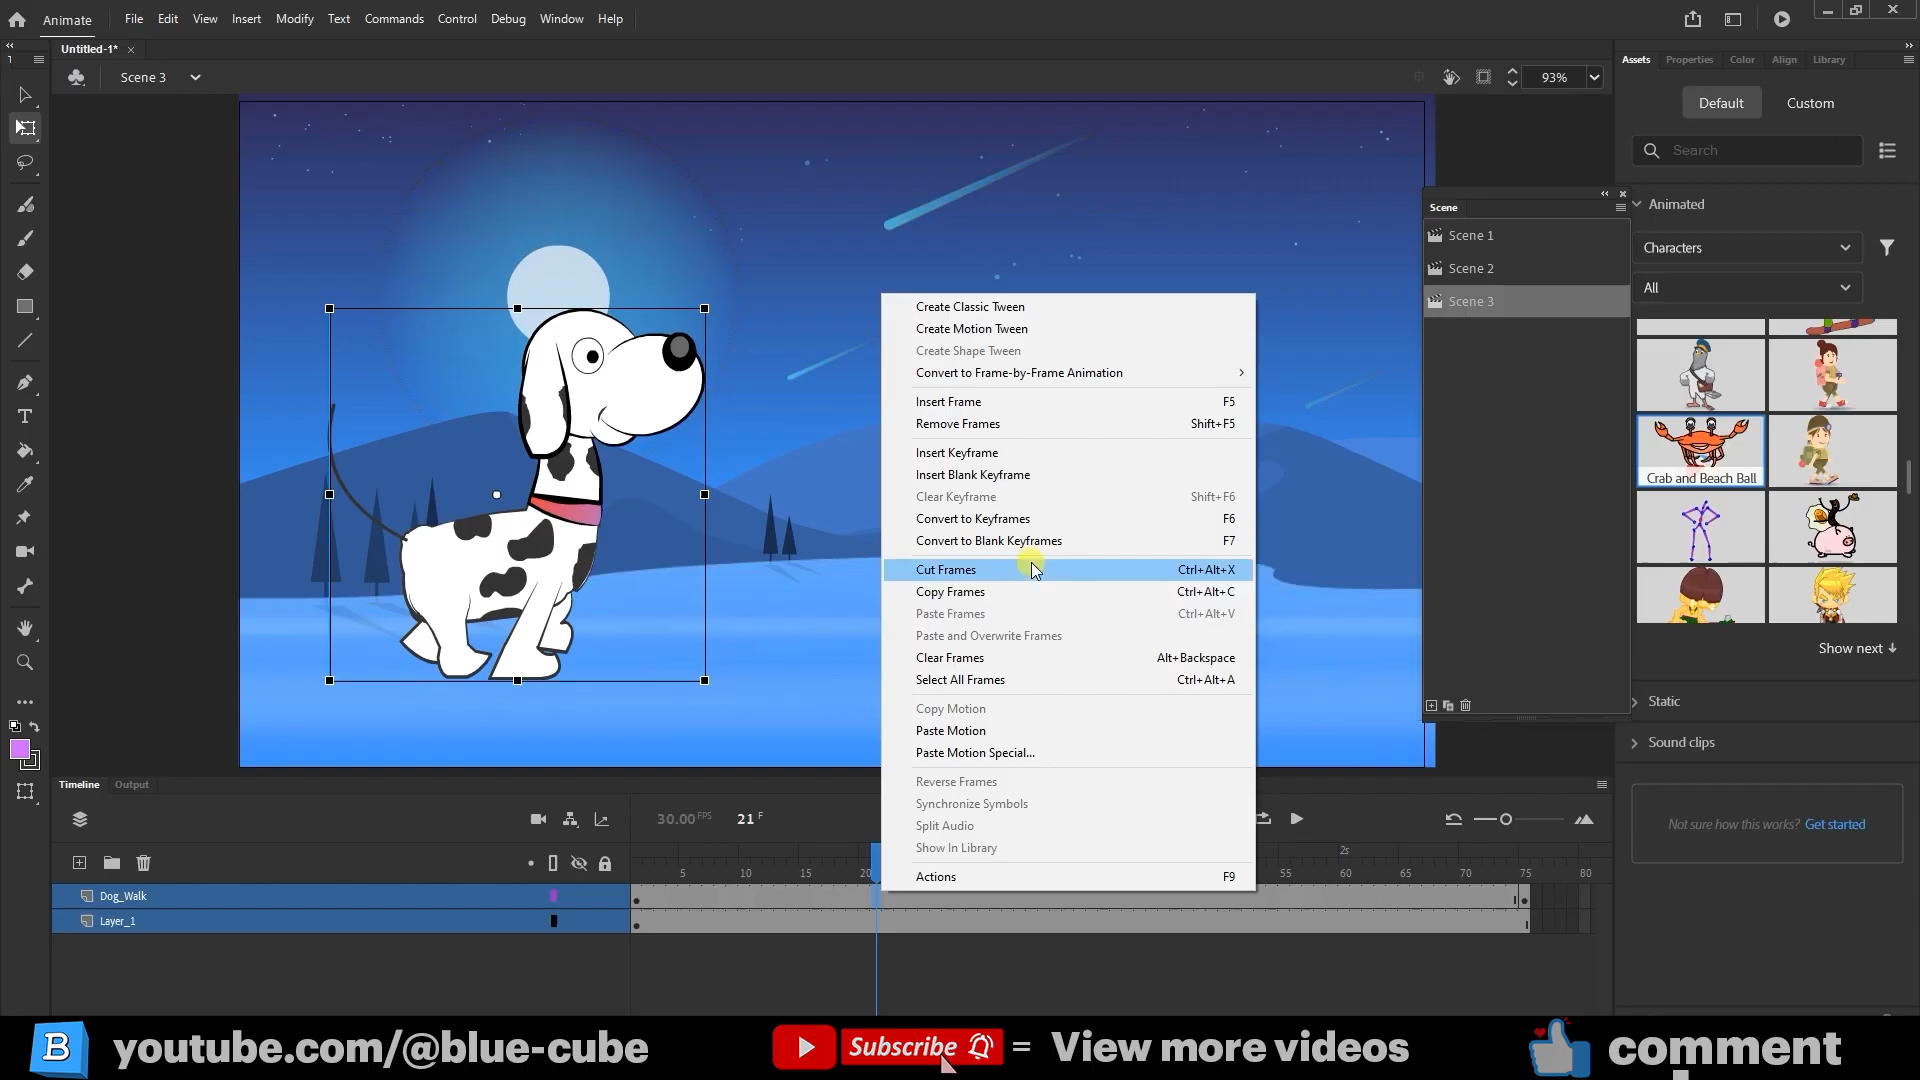 Animate
File Edit View Insert Modify Text Commands Control Debug Window Help
Untitled-1*
Scene 3
93%
Assets Properties Color Align Library
Default Custom
Search
Animated
Characters
All
Crab and Beach Ball
Show next
Static
Sound clips
Not sure how this works? Get started
Scene
Scene 1
Scene 2
Scene 3
Create Classic Tween
Create Motion Tween
Create Shape Tween
Convert to Frame-by-Frame Animation
Insert Frame F5
Remove Frames Shift+F5
Insert Keyframe
Insert Blank Keyframe
Clear Keyframe Shift+F6
Convert to Keyframes F6
Convert to Blank Keyframes F7
Cut Frames Ctrl+Alt+X
Copy Frames Ctrl+Alt+C
Paste Frames Ctrl+Alt+V
Paste and Overwrite Frames
Clear Frames Alt+Backspace
Select All Frames Ctrl+Alt+A
Copy Motion
Paste Motion
Paste Motion Special...
Reverse Frames
Synchronize Symbols
Split Audio
Show In Library
Actions F9
Timeline Output
30.00 FPS 21 F
2s
5 10 15 20 55 60 65 70 75 80
Dog_Walk
Layer_1
B youtube.com/@blue-cube Subscribe = View more videos comment